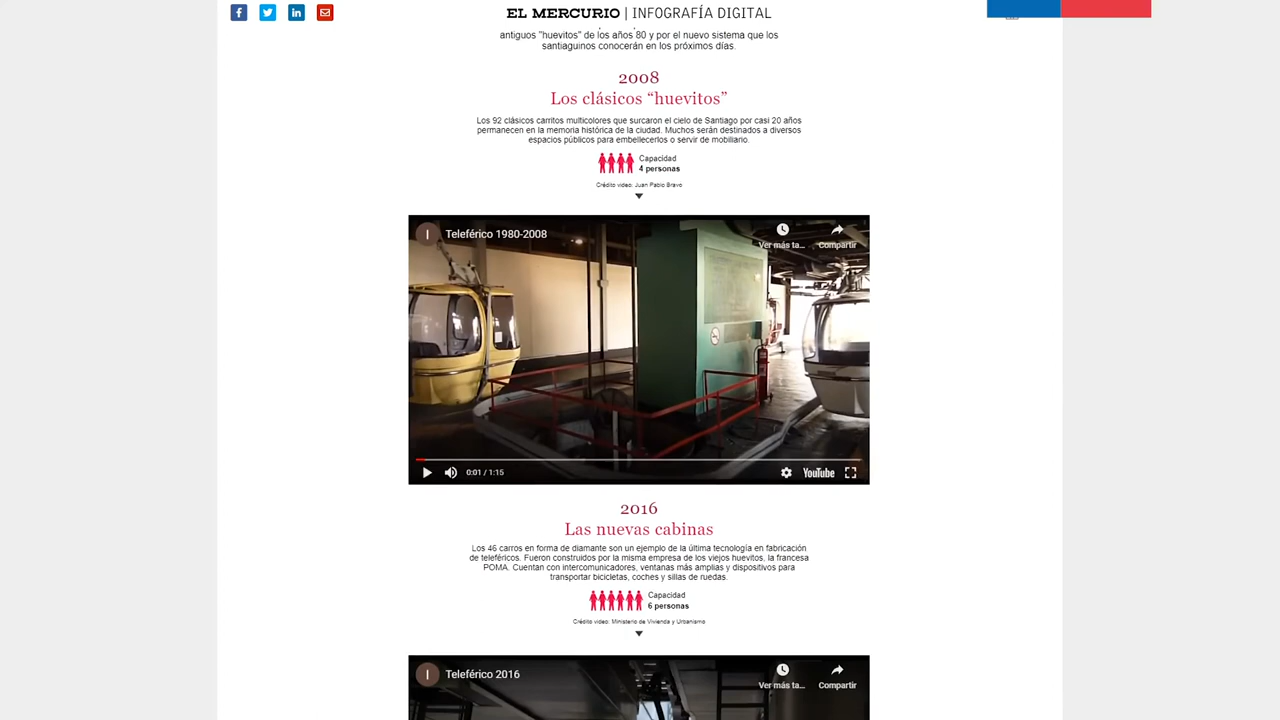 EL MERCURIO | INFOGRAFÍA DIGITAL
antiguos "huevitos" de los años 80 y por el nuevo sistema que los
santiaguinos conocerán en los próximos días.
2008
Los clásicos “huevitos”
Los 92 clásicos carritos multicolores que surcaron el cielo de Santiago por casi 20 años
permanecen en la memoria histórica de la ciudad. Muchos serán destinados a diversos
espacios públicos para embellecerlos o servir de mobiliario.
Capacidad
4 personas
Crédito video: Juan Pablo Bravo
I
Teleférico 1980-2008
Ver más ta...
Compartir
0:01 / 1:15
YouTube
2016
Las nuevas cabinas
Los 46 carros en forma de diamante son un ejemplo de la última tecnología en fabricación
de teleféricos. Fueron construidos por la misma empresa de los viejos huevitos, la francesa
POMA. Cuentan con intercomunicadores, ventanas más amplias y dispositivos para
transportar bicicletas, coches y sillas de ruedas.
Capacidad
6 personas
Crédito video: Ministerio de Vivienda y Urbanismo
I
Teleférico 2016
Ver más ta...
Compartir